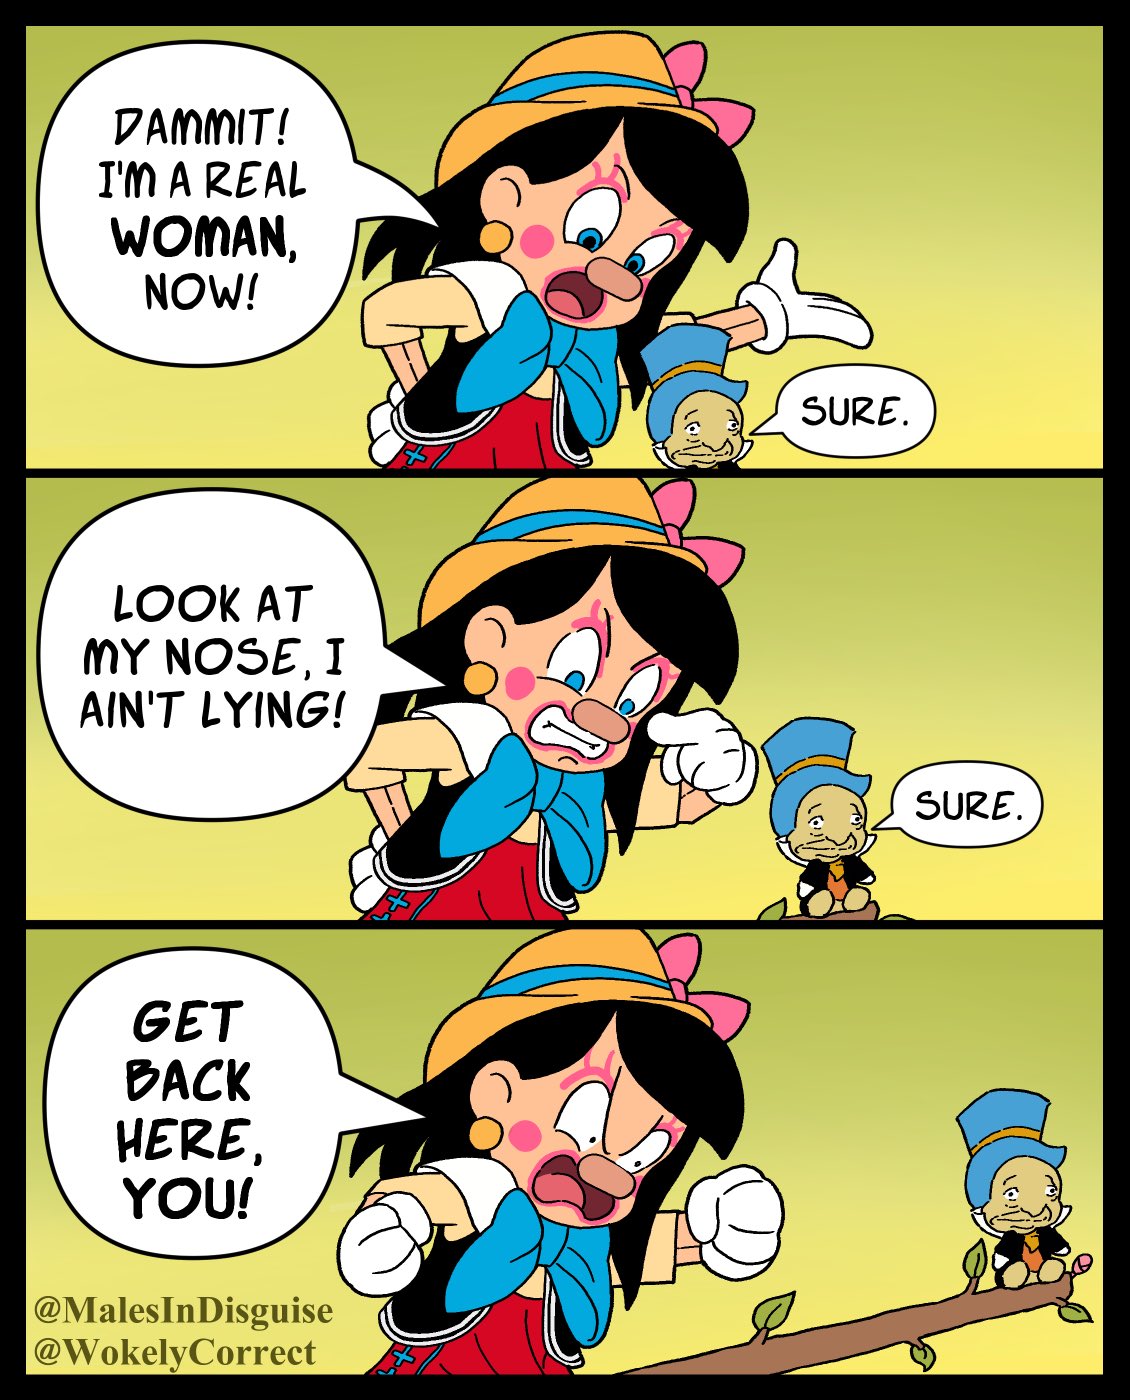 DAMMIT!
I'M A REAL
WOMAN,
NOW!
SURE.
LOOK AT
MY NOSE, I
AIN'T LYING!
SURE.
GET
BACK
HERE,
YOU!
@MalesInDisguise
@WokelyCorrect